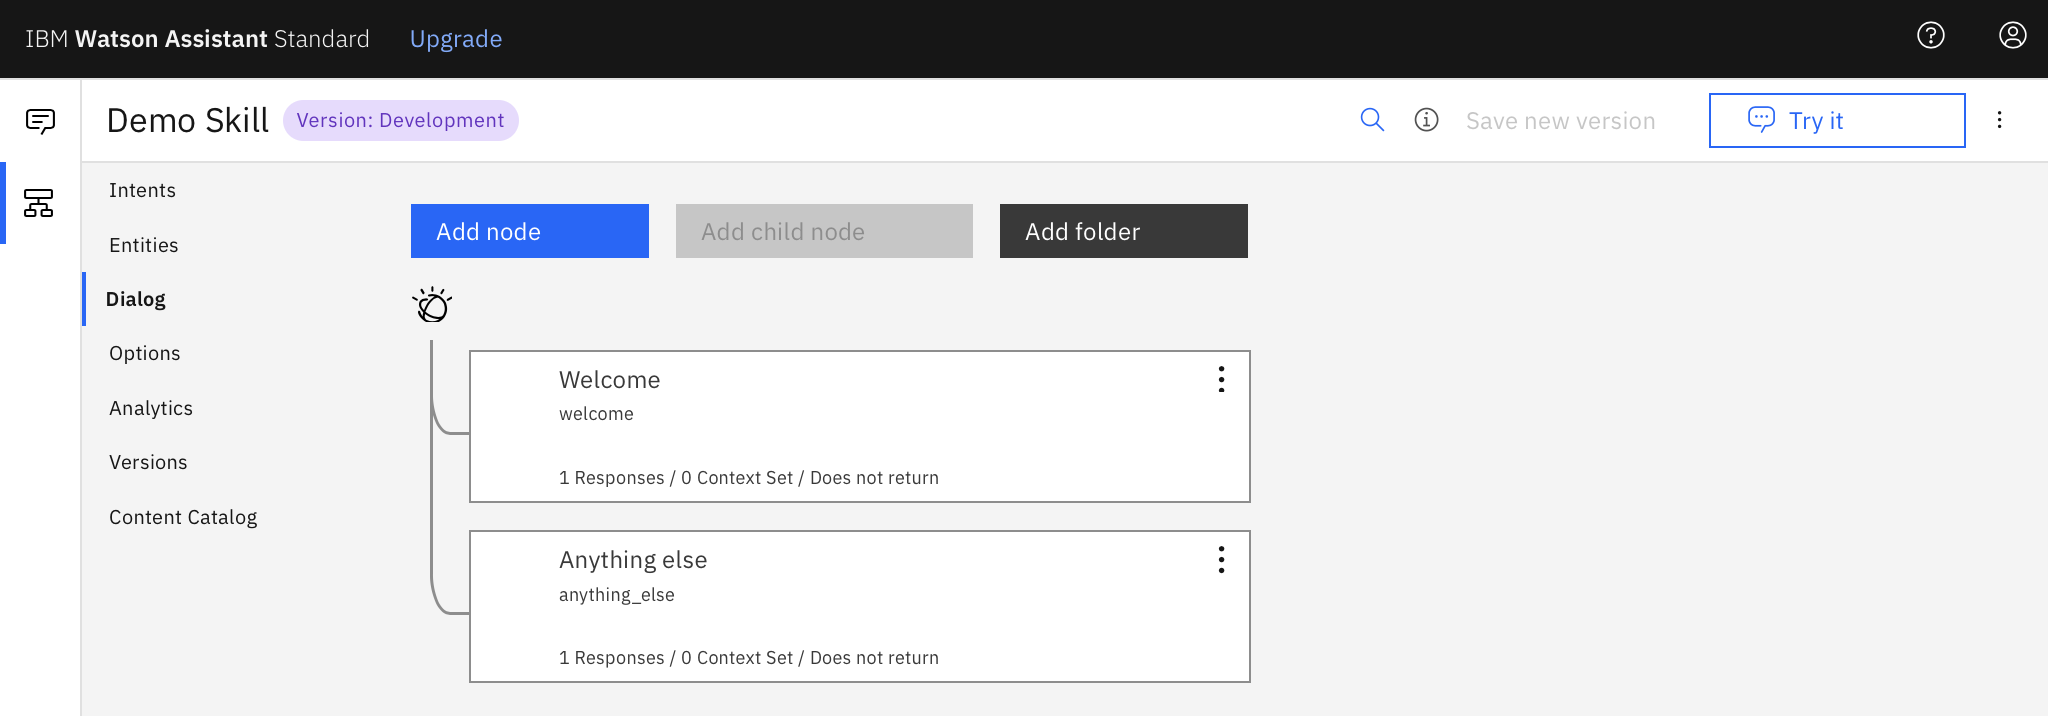 IBM Watson Assistant Standard Upgrade
Demo Skill Version: Development Save new version Try it
Intents
Entities
Dialog
Options
Analytics
Versions
Content Catalog
Add node Add child node Add folder
Welcome
welcome
1 Responses / 0 Context Set / Does not return
Anything else
anything_else
1 Responses / 0 Context Set / Does not return